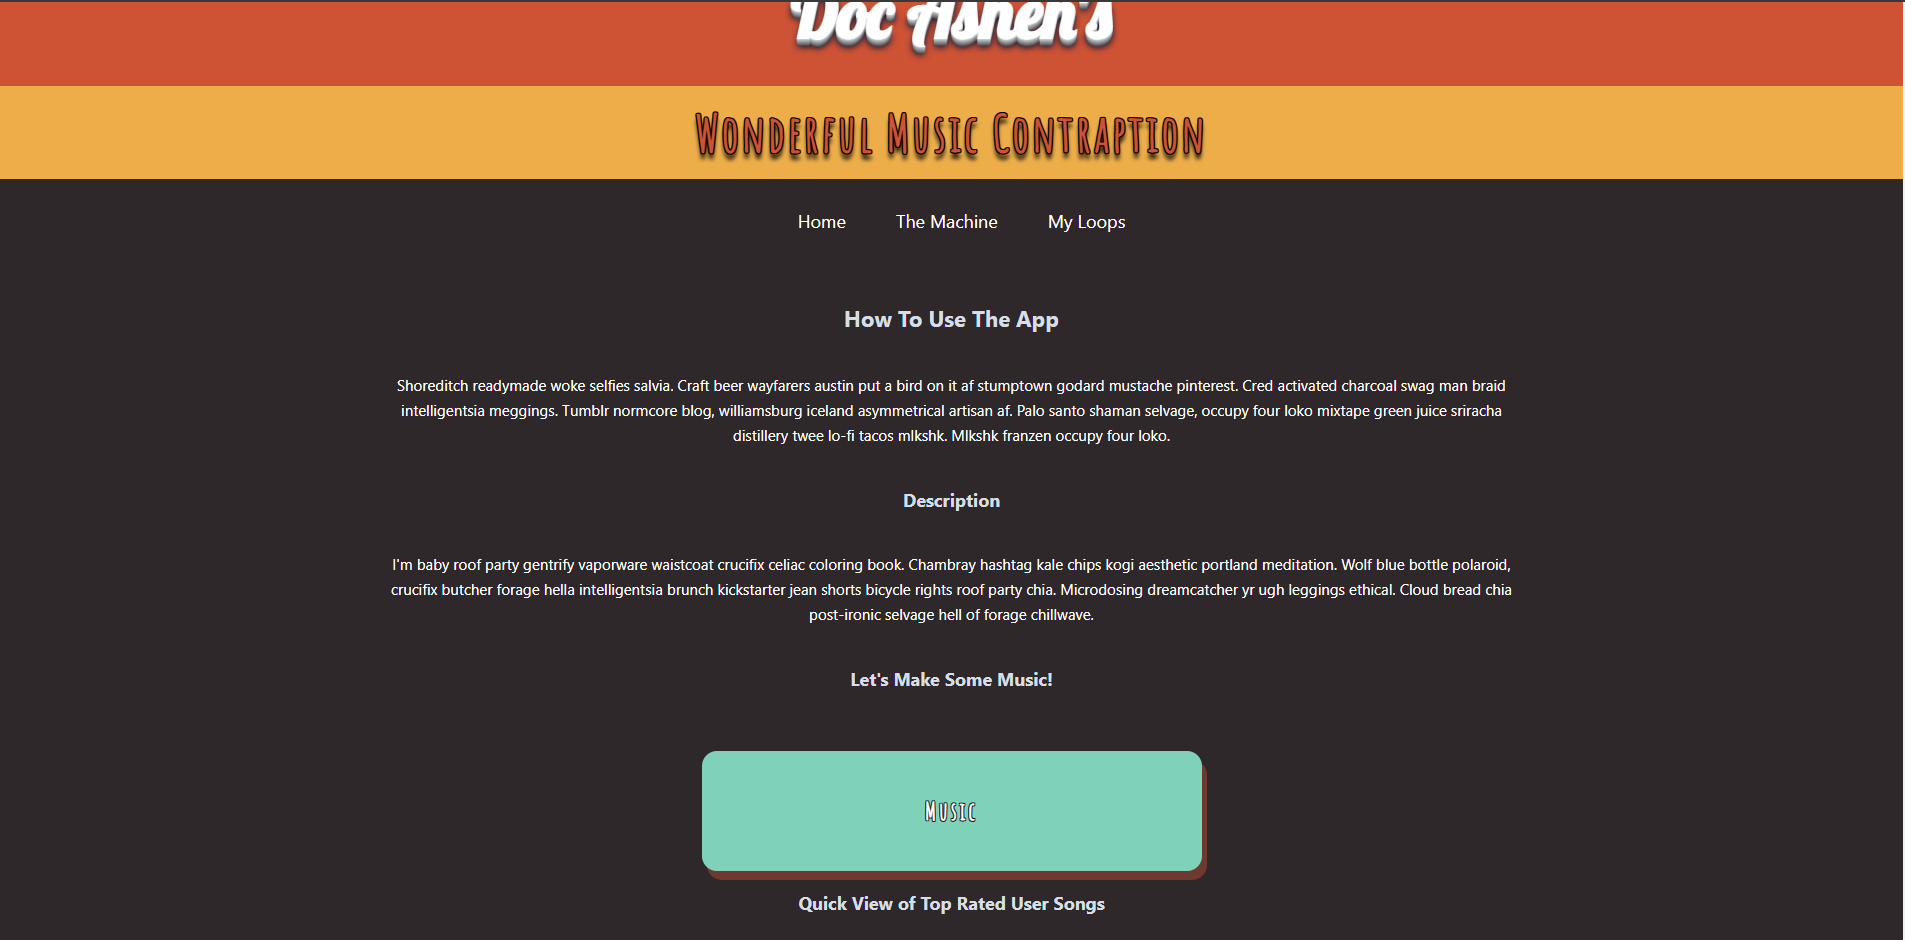 Doc Ashen's
Wonderful Music Contraption
Home The Machine My Loops
How To Use The App
Shoreditch readymade woke selfies salvia. Craft beer wayfarers austin put a bird on it af stumptown godard mustache pinterest. Cred activated charcoal swag man braid
intelligentsia meggings. Tumblr normcore blog, williamsburg iceland asymmetrical artisan af. Palo santo shaman selvage, occupy four loko mixtape green juice sriracha
distillery twee lo-fi tacos mlkshk. Mlkshk franzen occupy four loko.
Description
I'm baby roof party gentrify vaporware waistcoat crucifix celiac coloring book. Chambray hashtag kale chips kogi aesthetic portland meditation. Wolf blue bottle polaroid,
crucifix butcher forage hella intelligentsia brunch kickstarter jean shorts bicycle rights roof party chia. Microdosing dreamcatcher yr ugh leggings ethical. Cloud bread chia
post-ironic selvage hell of forage chillwave.
Let's Make Some Music!
Music
Quick View of Top Rated User Songs